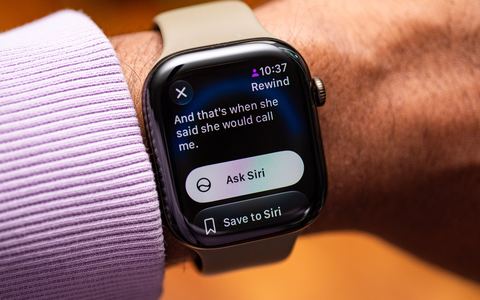 10:37
Rewind
And that's when she
said she would call
me.
Ask Siri
Save to Siri